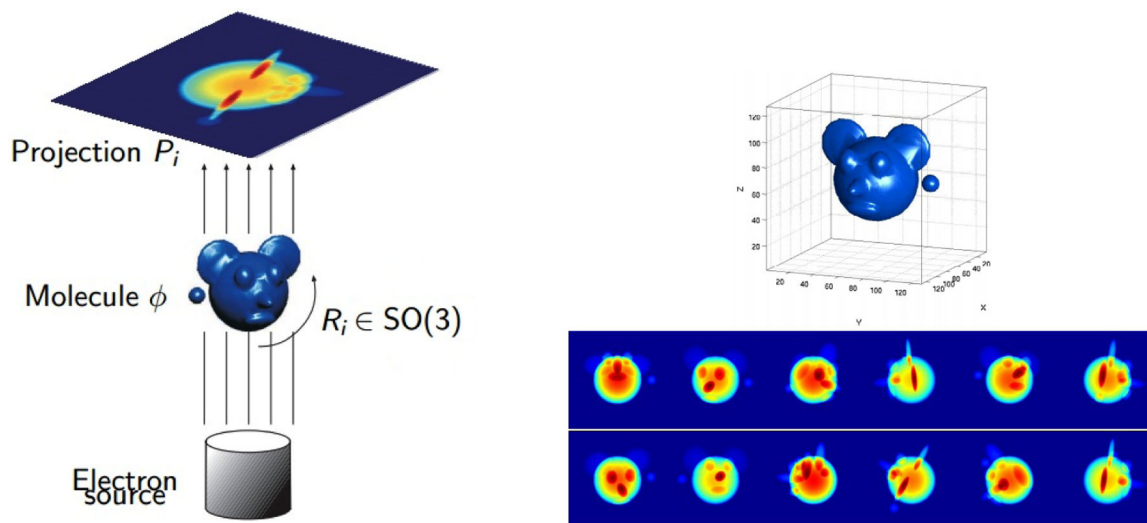 Projection P_i
Molecule φ
R_i ∈ SO(3)
Electron
source
120
100
80
60
40
20
Z
20 40 60 80 100 120
Y
120 100 80 60 40 20
X